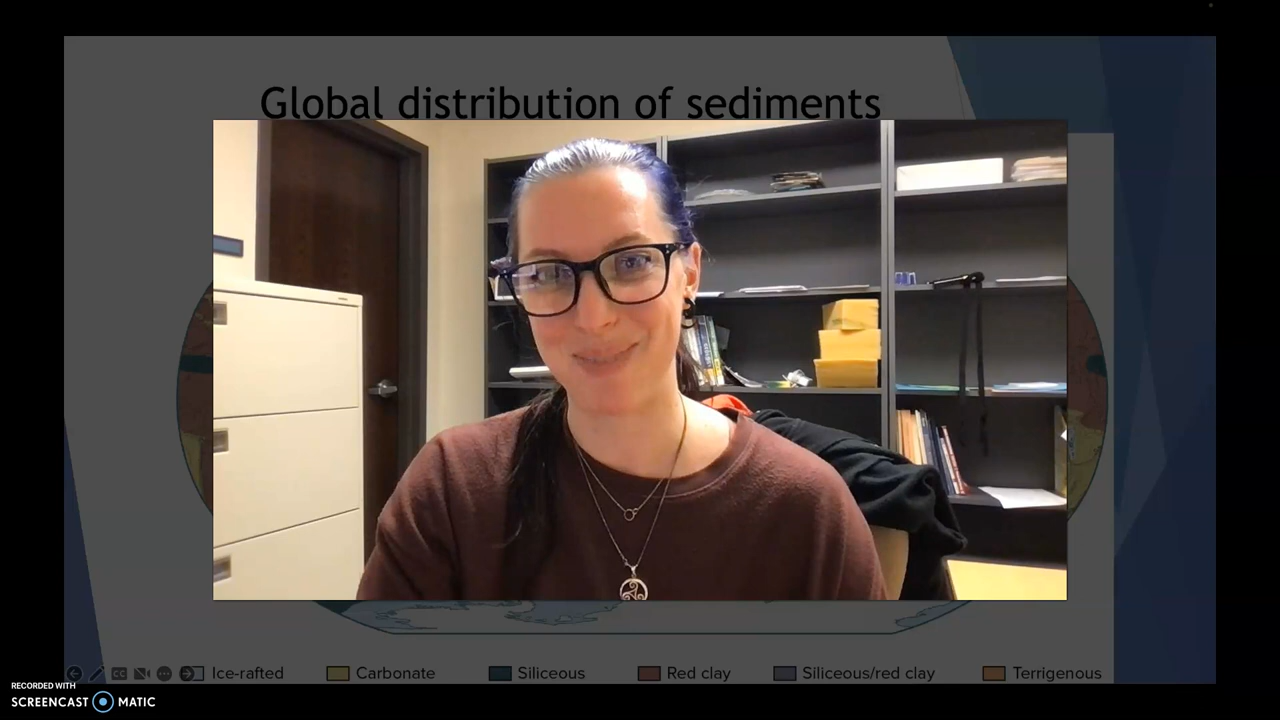 Global distribution of sediments
Ice-rafted
Carbonate
Siliceous
Red clay
Siliceous/red clay
Terrigenous
RECORDED WITH
SCREENCAST MATIC